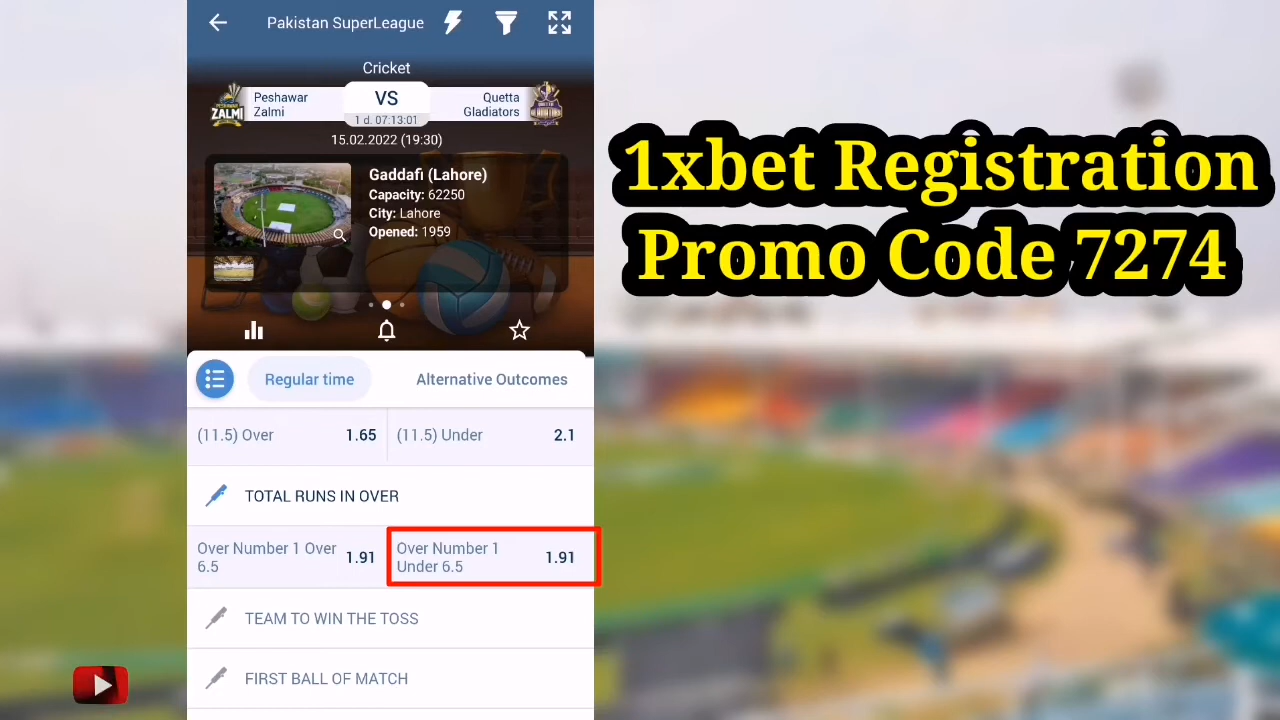 Pakistan SuperLeague
Cricket
Peshawar
Zalmi
VS
Quetta
Gladiators
1 d. 07:13:01
15.02.2022 (19:30)
Gaddafi (Lahore)
Capacity: 62250
City: Lahore
Opened: 1959
Regular time
Alternative Outcomes
(11.5) Over 1.65
(11.5) Under 2.1
TOTAL RUNS IN OVER
Over Number 1 Over
6.5
1.91
Over Number 1
Under 6.5
1.91
TEAM TO WIN THE TOSS
FIRST BALL OF MATCH
1xbet Registration
Promo Code 7274